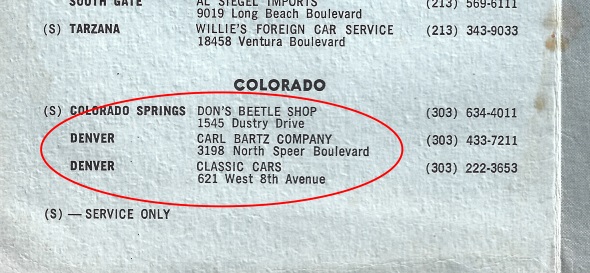 SOUTH GATE AL SIEGEL IMPORTS (213) 569-6111
9019 Long Beach Boulevard
(S) TARZANA WILLIE'S FOREIGN CAR SERVICE (213) 343-9033
18458 Ventura Boulevard
COLORADO
(S) COLORADO SPRINGS DON'S BEETLE SHOP (303) 634-4011
1545 Dustry Drive
DENVER CARL BARTZ COMPANY (303) 433-7211
3198 North Speer Boulevard
DENVER CLASSIC CARS (303) 222-3653
621 West 8th Avenue
(S) — SERVICE ONLY